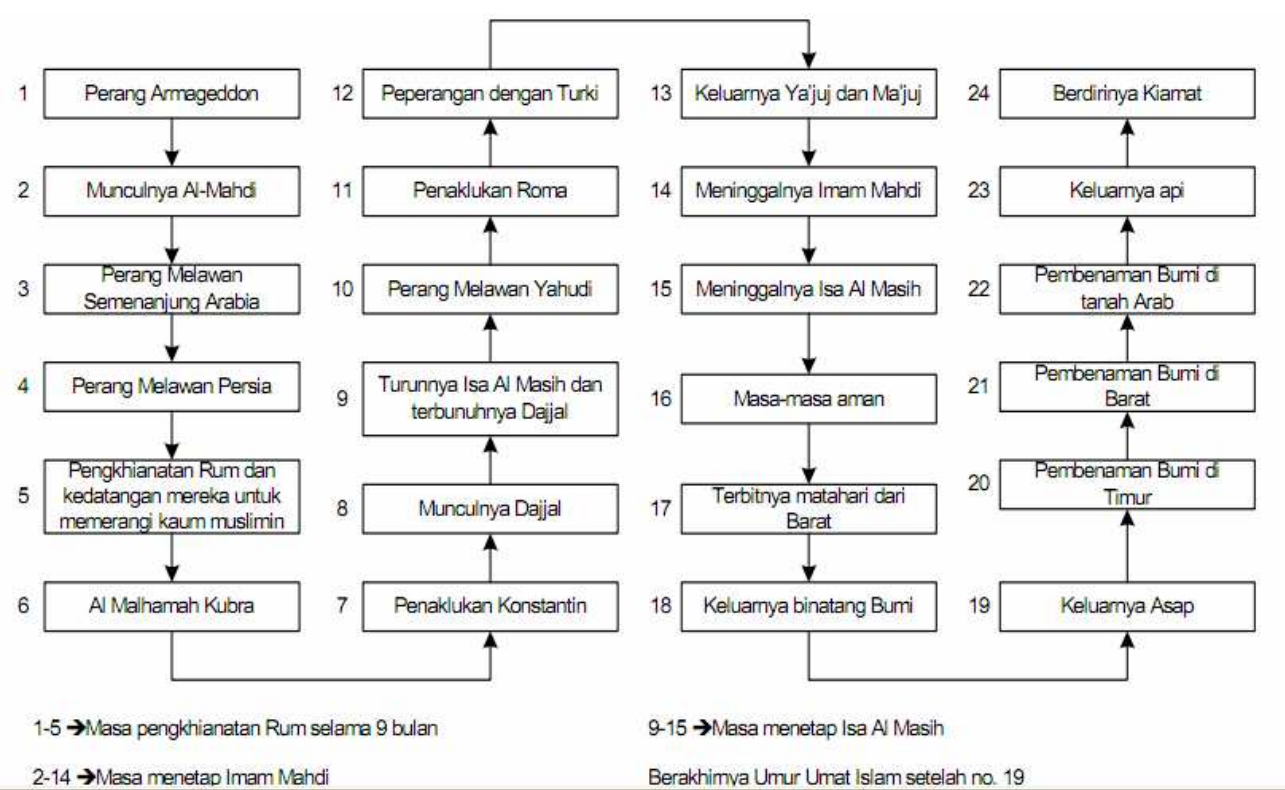 1 Perang Armageddon
2 Munculnya Al-Mahdi
3 Perang Melawan
Semenanjung Arabia
4 Perang Melawan Persia
5 Pengkhianatan Rum dan
kedatangan mereka untuk
memerangi kaum muslimin
6 Al Malhamah Kubra
7 Penaklukan Konstantin
8 Munculnya Dajjal
9 Turunnya Isa Al Masih dan
terbunuhnya Dajjal
10 Perang Melawan Yahudi
11 Penaklukan Roma
12 Peperangan dengan Turki
13 Keluarnya Ya'juj dan Ma'juj
14 Meninggalnya Imam Mahdi
15 Meninggalnya Isa Al Masih
16 Masa-masa aman
17 Terbitnya matahari dari
Barat
18 Keluarnya binatang Bumi
19 Keluarnya Asap
20 Pembenaman Bumi di
Timur
21 Pembenaman Bumi di
Barat
22 Pembenaman Bumi di
tanah Arab
23 Keluarnya api
24 Berdirinya Kiamat
1-5 ➔Masa pengkhianatan Rum selama 9 bulan
2-14 ➔Masa menetap Imam Mahdi
9-15 ➔Masa menetap Isa Al Masih
Berakhirnya Umur Umat Islam setelah no. 19